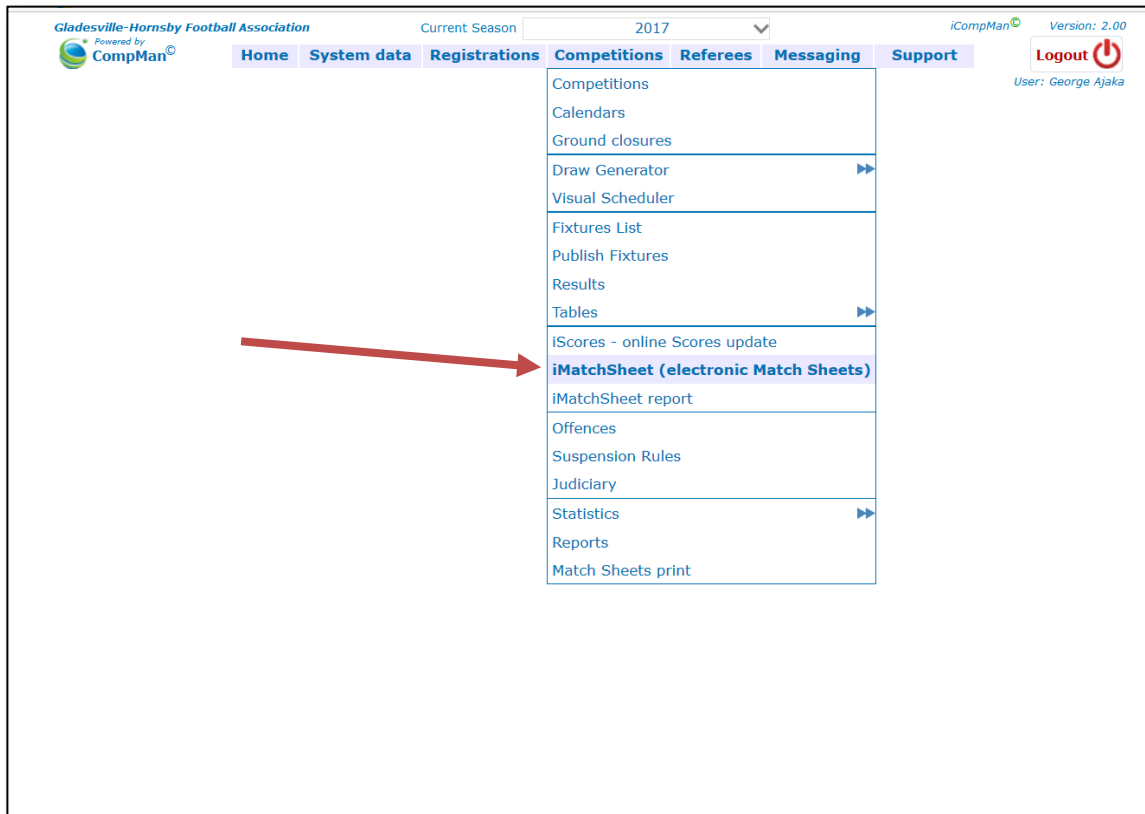 Gladesville-Hornsby Football Association Current Season 2017 iCompMan© Version: 2.00
Powered by
CompMan©
Home System data Registrations Competitions Referees Messaging Support Logout
User: George Ajaka
Competitions
Calendars
Ground closures
Draw Generator
Visual Scheduler
Fixtures List
Publish Fixtures
Results
Tables
iScores - online Scores update
iMatchSheet (electronic Match Sheets)
iMatchSheet report
Offences
Suspension Rules
Judiciary
Statistics
Reports
Match Sheets print